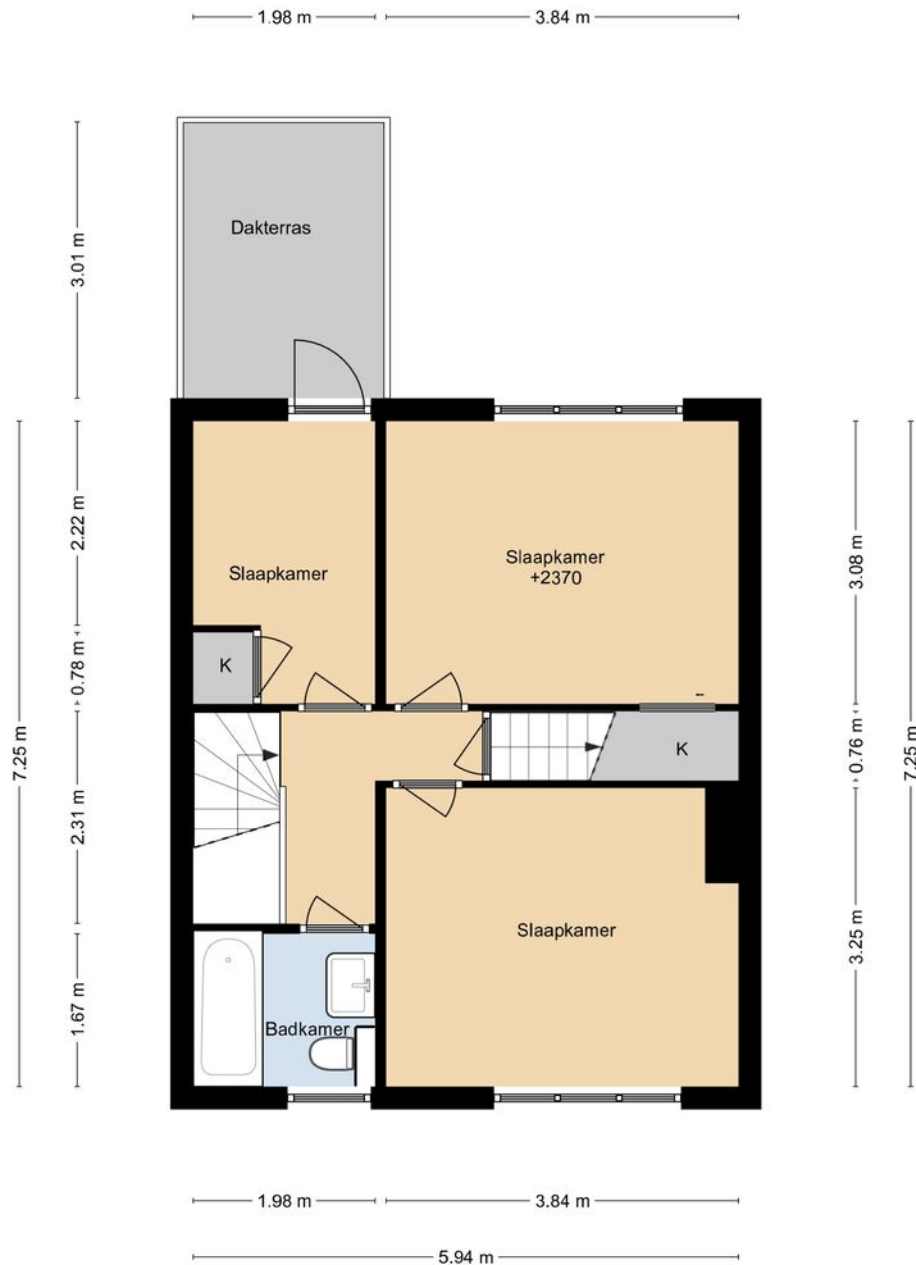 1.98 m
3.84 m
3.01 m
Dakterras
7.25 m
2.22 m
0.78 m
2.31 m
1.67 m
Slaapkamer
K
Slaapkamer
+2370
K
Slaapkamer
Badkamer
3.08 m
0.76 m
3.25 m
7.25 m
1.98 m
3.84 m
5.94 m